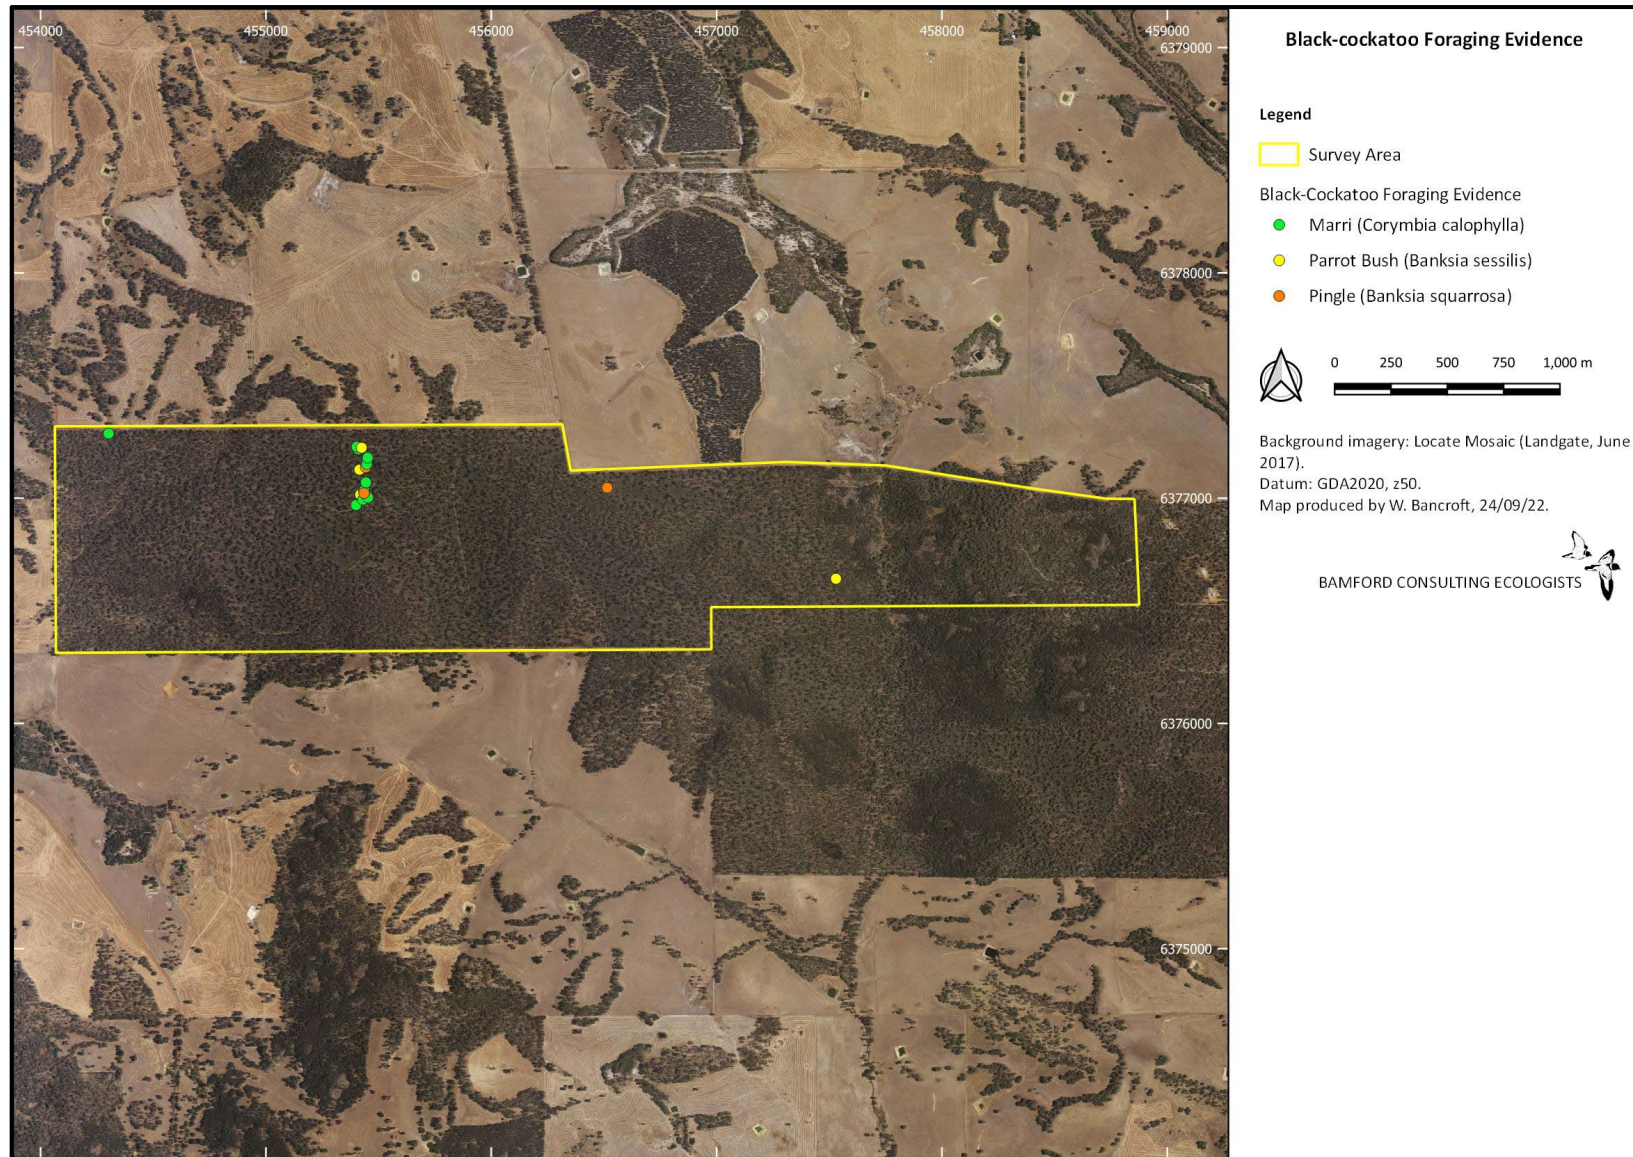 454000
455000
456000
457000
458000
459000
6379000
6378000
6377000
6376000
6375000
Black-cockatoo Foraging Evidence
Legend
Survey Area
Black-Cockatoo Foraging Evidence
Marri (Corymbia calophylla)
Parrot Bush (Banksia sessilis)
Pingle (Banksia squarrosa)
0 250 500 750 1,000 m
Background imagery: Locate Mosaic (Landgate, June
2017).
Datum: GDA2020, z50.
Map produced by W. Bancroft, 24/09/22.
BAMFORD CONSULTING ECOLOGISTS